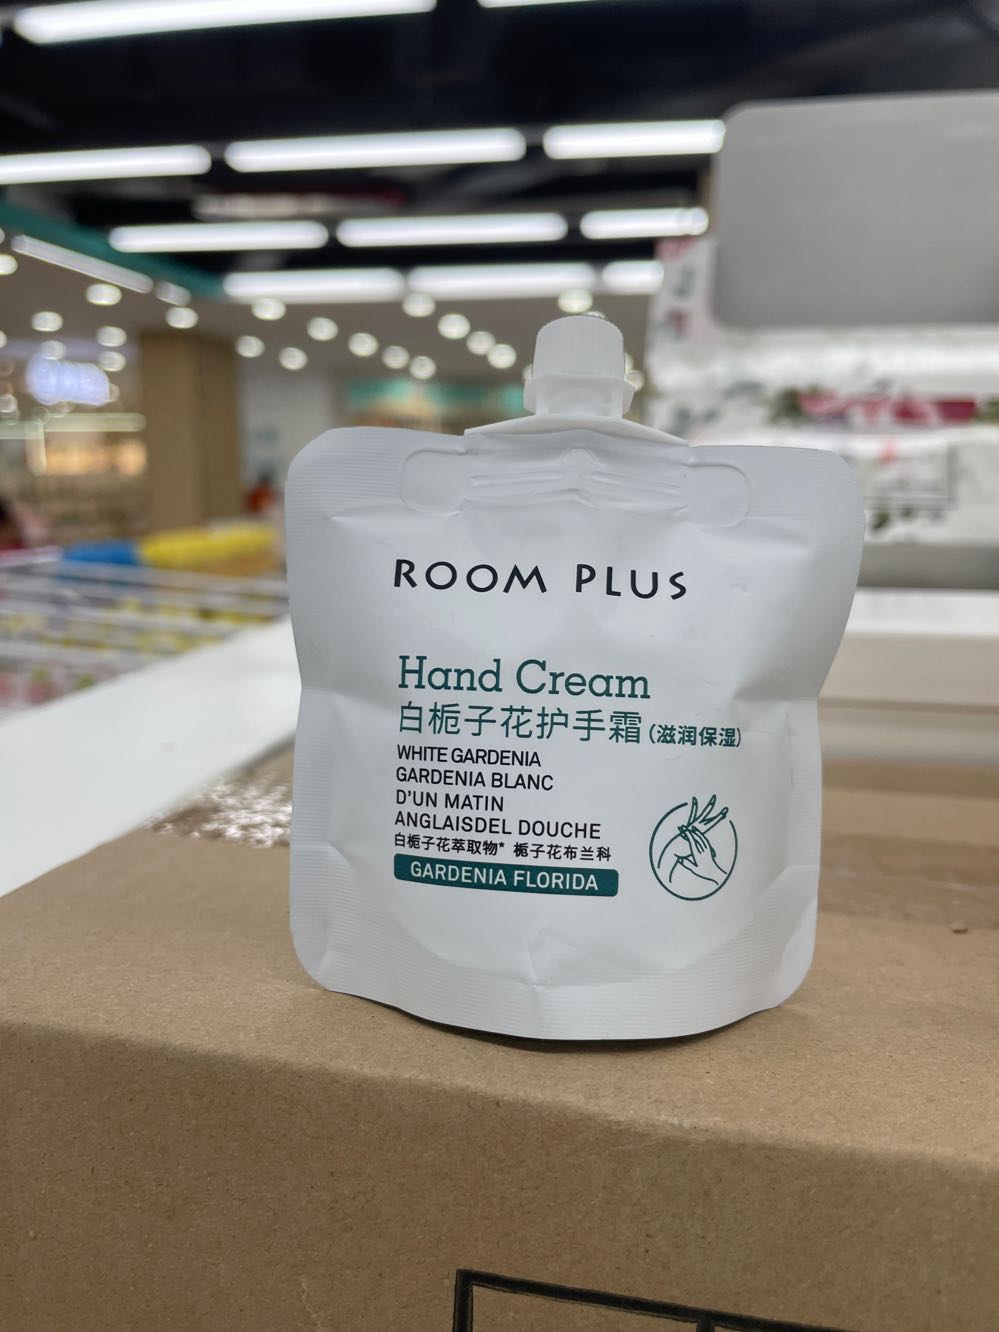 ROOM PLUS
Hand Cream
白栀子花护手霜（滋润保湿）
WHITE GARDENIA
GARDENIA BLANC
D'UN MATIN
ANGLAISDEL DOUCHE
白栀子花萃取物* 栀子花布兰科
GARDENIA FLORIDA